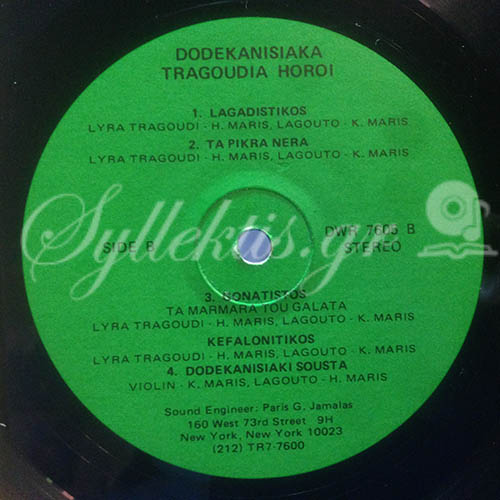 DODEKANISIAKA
TRAGOUDIA HOROI
1. LAGADISTIKOS
LYRA TRAGOUDI - H. MARIS, LAGOUTO - K. MARIS
2. TA PIKRA NERA
LYRA TRAGOUDI - H. MARIS, LAGOUTO - K. MARIS
Syllektis.gr
SIDE B
DWR 7605 B
STEREO
3. BONATISTOS
TA MARMARA TOU GALATA
LYRA TRAGOUDI - H. MARIS, LAGOUTO - K. MARIS
KEFALONITIKOS
LYRA TRAGOUDI - H. MARIS, LAGOUTO - K. MARIS
4. DODEKANISIAKI SOUSTA
VIOLIN - K. MARIS, LAGOUTO - H. MARIS
Sound Engineer: Paris G. Jamalas
160 West 73rd Street 9H
New York, New York 10023
(212) TR7-7600